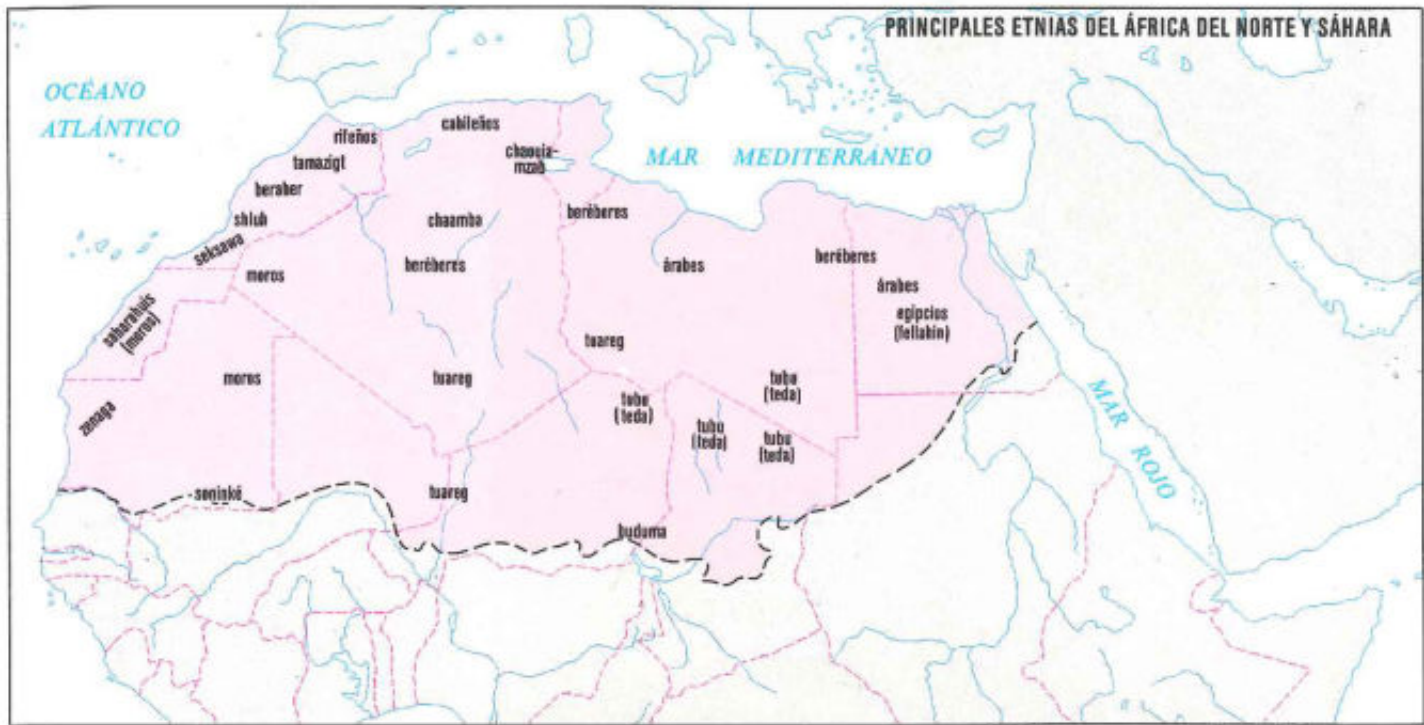 PRINCIPALES ETNIAS DEL ÁFRICA DEL NORTE Y SÁHARA
OCÉANO
ATLÁNTICO
MAR MEDITERRÁNEO
rifeños
cabileños
tamazigt
chaouia-
mzab
beraber
shluh
chaamba
beréberes
seksawa
moros
beréberes
árabes
beréberes
árabes
egipcios
(fellahin)
saharahuis
(moros)
tuareg
moros
tuareg
tubu
(teda)
tubu
(teda)
zenaga
tubu
(teda)
tubu
(teda)
MAR ROJO
soninké
tuareg
buduma